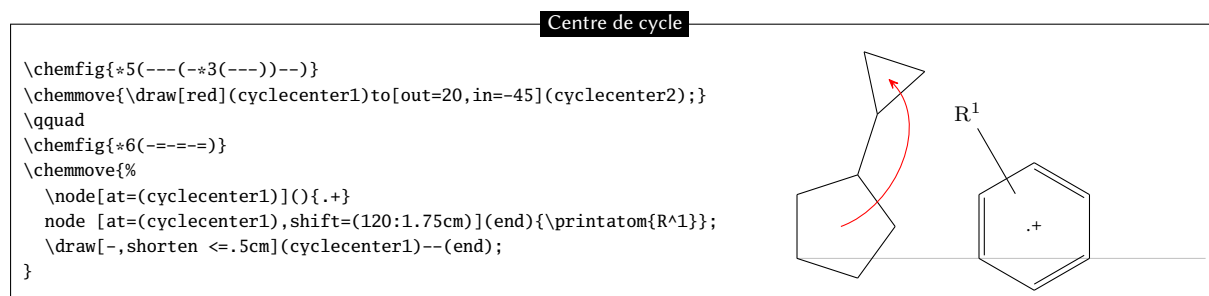 Centre de cycle
\chemfig{*5(---(-*3(---))--)}
\chemmove{\draw[red](cyclecenter1)to[out=20,in=-45](cyclecenter2);}
\qquad
\chemfig{*6(-=-=-=)}
\chemmove{%
  \node[at=(cyclecenter1)](){.+}
  node [at=(cyclecenter1),shift=(120:1.75cm)](end){\printatom{R^1}};
  \draw[-,shorten <=.5cm](cyclecenter1)--(end);
}
R¹
.+